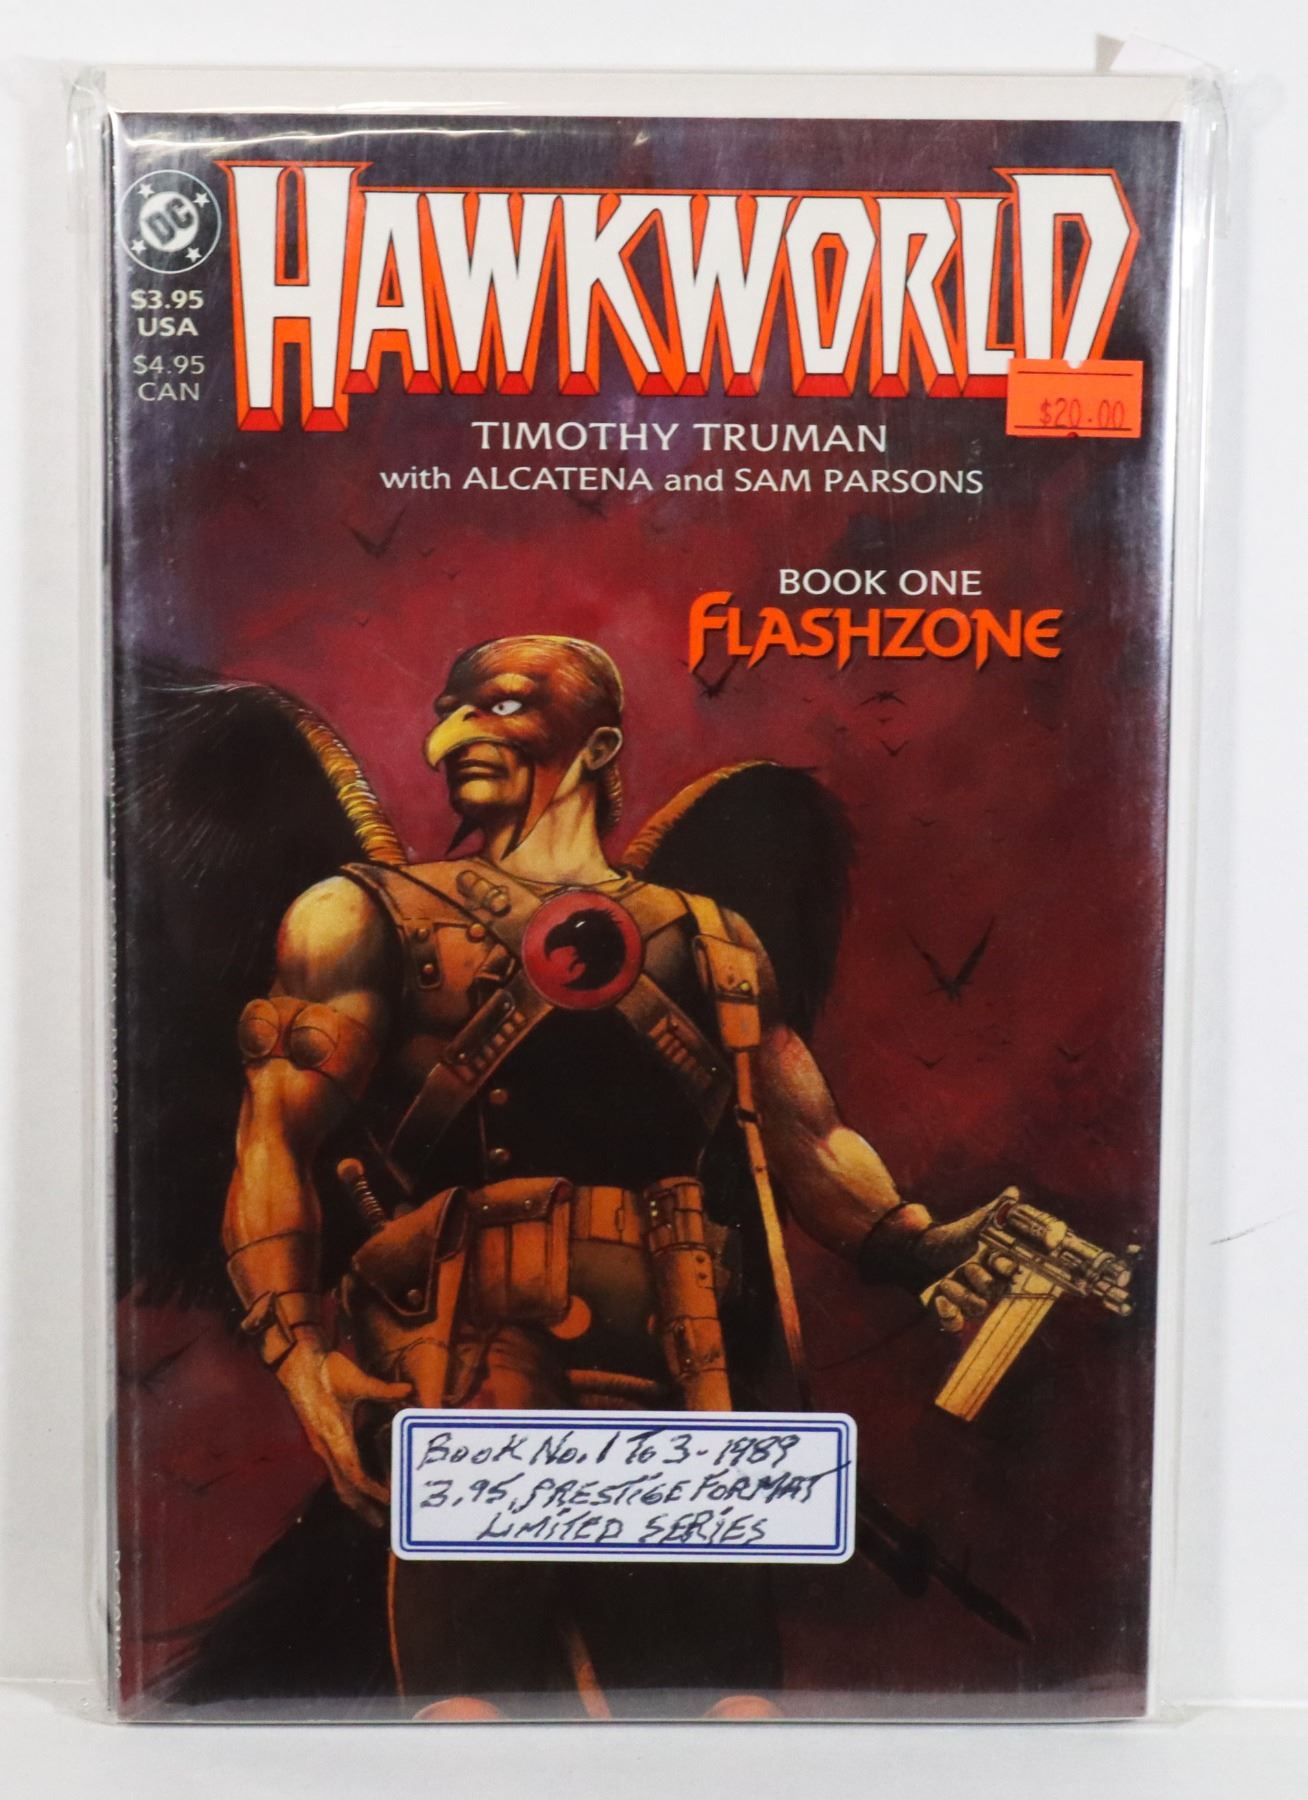 HAWKWORLD
DC
$3.95
USA
$4.95
CAN
$20.00
TIMOTHY TRUMAN
with ALCATENA and SAM PARSONS
BOOK ONE
FLASHZONE
BOOK No. 1 To 3 - 1989
3.95, PRESTIGE FORMAT
LIMITED SERIES